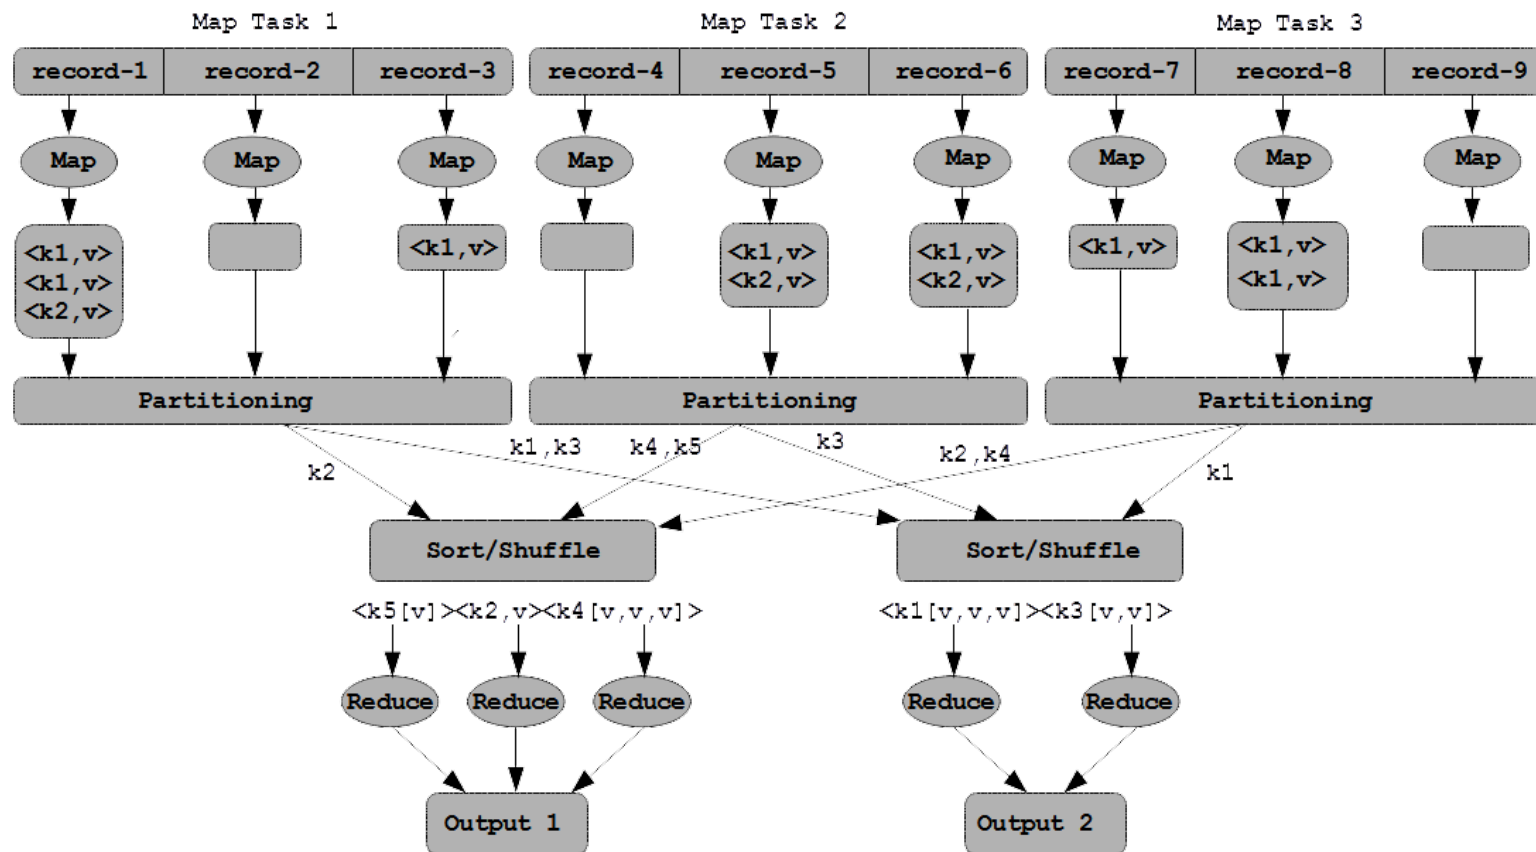 Map Task 1 Map Task 2 Map Task 3
record-1 record-2 record-3 record-4 record-5 record-6 record-7 record-8 record-9
Map Map Map Map Map Map Map Map Map
<k1,v> <k1,v> <k1,v> <k1,v> <k1,v> <k1,v>
<k1,v> <k2,v> <k2,v> <k1,v>
<k2,v>
Partitioning Partitioning Partitioning
k2 k1,k3 k4,k5 k3 k2,k4 k1
Sort/Shuffle Sort/Shuffle
<k5[v]><k2,v><k4[v,v,v]> <k1[v,v,v]><k3[v,v]>
Reduce Reduce Reduce Reduce Reduce
Output 1 Output 2